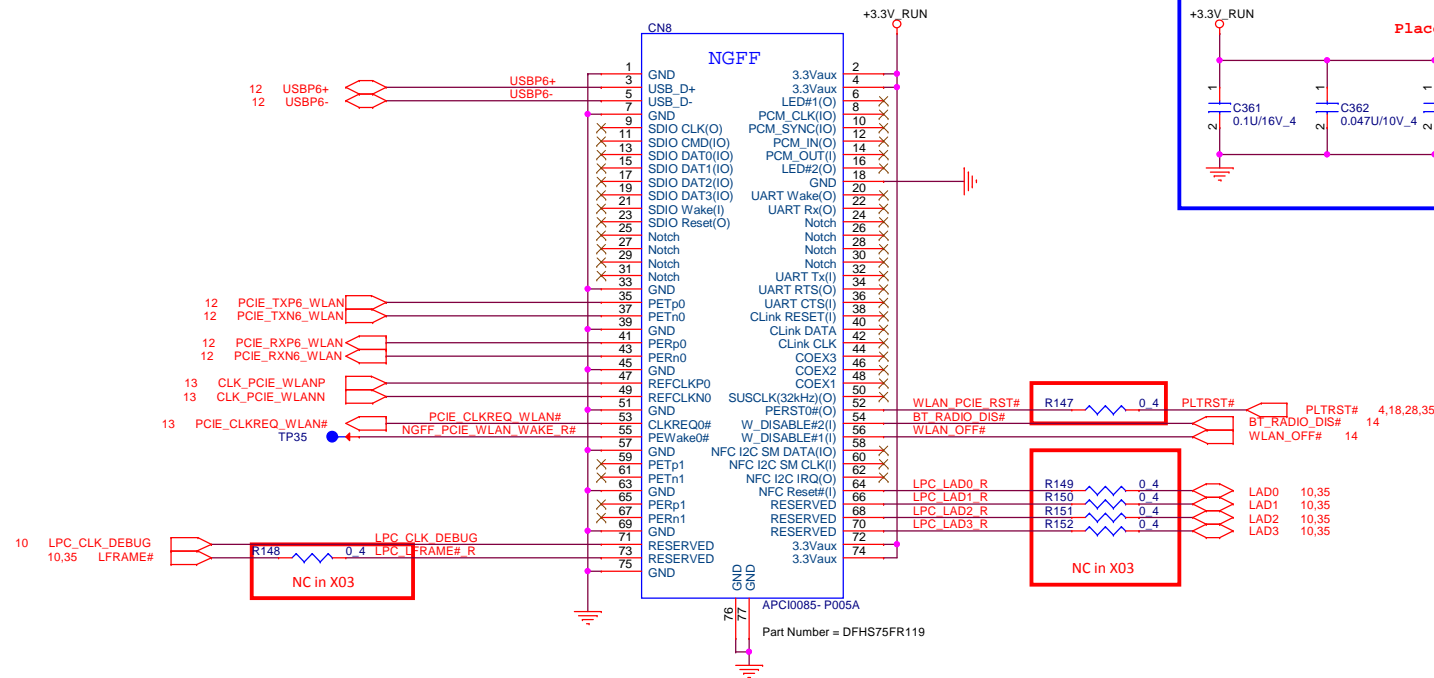 +3.3V_RUN
+3.3V_RUN
Plac
CN8
NGFF
1 GND
3 USB_D+
5 USB_D-
7 GND
9 SDIO CLK(O)
11 SDIO CMD(IO)
13 SDIO DAT0(IO)
15 SDIO DAT1(IO)
17 SDIO DAT2(IO)
19 SDIO DAT3(IO)
21 SDIO Wake(I)
23 SDIO Reset(O)
25 Notch
27 Notch
29 Notch
31 Notch
33 GND
35 PETp0
37 PETn0
39 GND
41 PERp0
43 PERn0
45 GND
47 REFCLKP0
49 REFCLKN0
51 GND
53 CLKREQ0#
55 PEWake0#
57 GND
59 PETp1
61 PETn1
63 GND
65 PERp1
67 PERn1
69 GND
71 RESERVED
73 RESERVED
75 GND
3.3Vaux 2
3.3Vaux 4
LED#1(O) 6
PCM_CLK(IO) 8
PCM_SYNC(IO) 10
PCM_IN(O) 12
PCM_OUT(I) 14
LED#2(O) 16
GND 18
UART Wake(O) 20
UART Rx(O) 22
Notch 24
Notch 26
Notch 28
Notch 30
UART Tx(I) 32
UART RTS(O) 34
UART CTS(I) 36
CLink RESET(I) 38
CLink DATA 40
CLink CLK 42
COEX3 44
COEX2 46
COEX1 48
SUSCLK(32kHz)(O) 50
PERST0#(O) 52
W_DISABLE#2(I) 54
W_DISABLE#1(I) 56
NFC I2C SM DATA(IO) 58
NFC I2C SM CLK(I) 60
NFC I2C IRQ(O) 62
NFC Reset#(I) 64
RESERVED 66
RESERVED 68
RESERVED 70
3.3Vaux 72
3.3Vaux 74
GND 76
GND 77
12 USBP6+ USBP6+
12 USBP6- USBP6-
12 PCIE_TXP6_WLAN
12 PCIE_TXN6_WLAN
12 PCIE_RXP6_WLAN
12 PCIE_RXN6_WLAN
13 CLK_PCIE_WLANP
13 CLK_PCIE_WLANN
13 PCIE_CLKREQ_WLAN# PCIE_CLKREQ_WLAN#
TP35 NGFF_PCIE_WLAN_WAKE_R#
10 LPC_CLK_DEBUG LPC_CLK_DEBUG
10,35 LFRAME# R148 0_4 LPC_LFRAME#_R
NC in X03
WLAN_PCIE_RST# R147 0_4 PLTRST# PLTRST# 4,18,28,35
BT_RADIO_DIS# BT_RADIO_DIS# 14
WLAN_OFF# WLAN_OFF# 14
LPC_LAD0_R R149 0_4 LAD0 10,35
LPC_LAD1_R R150 0_4 LAD1 10,35
LPC_LAD2_R R151 0_4 LAD2 10,35
LPC_LAD3_R R152 0_4 LAD3 10,35
NC in X03
1 C361 2
0.1U/16V_4
1 C362 2
0.047U/10V_4
1 2
APCI0085- P005A
Part Number = DFHS75FR119